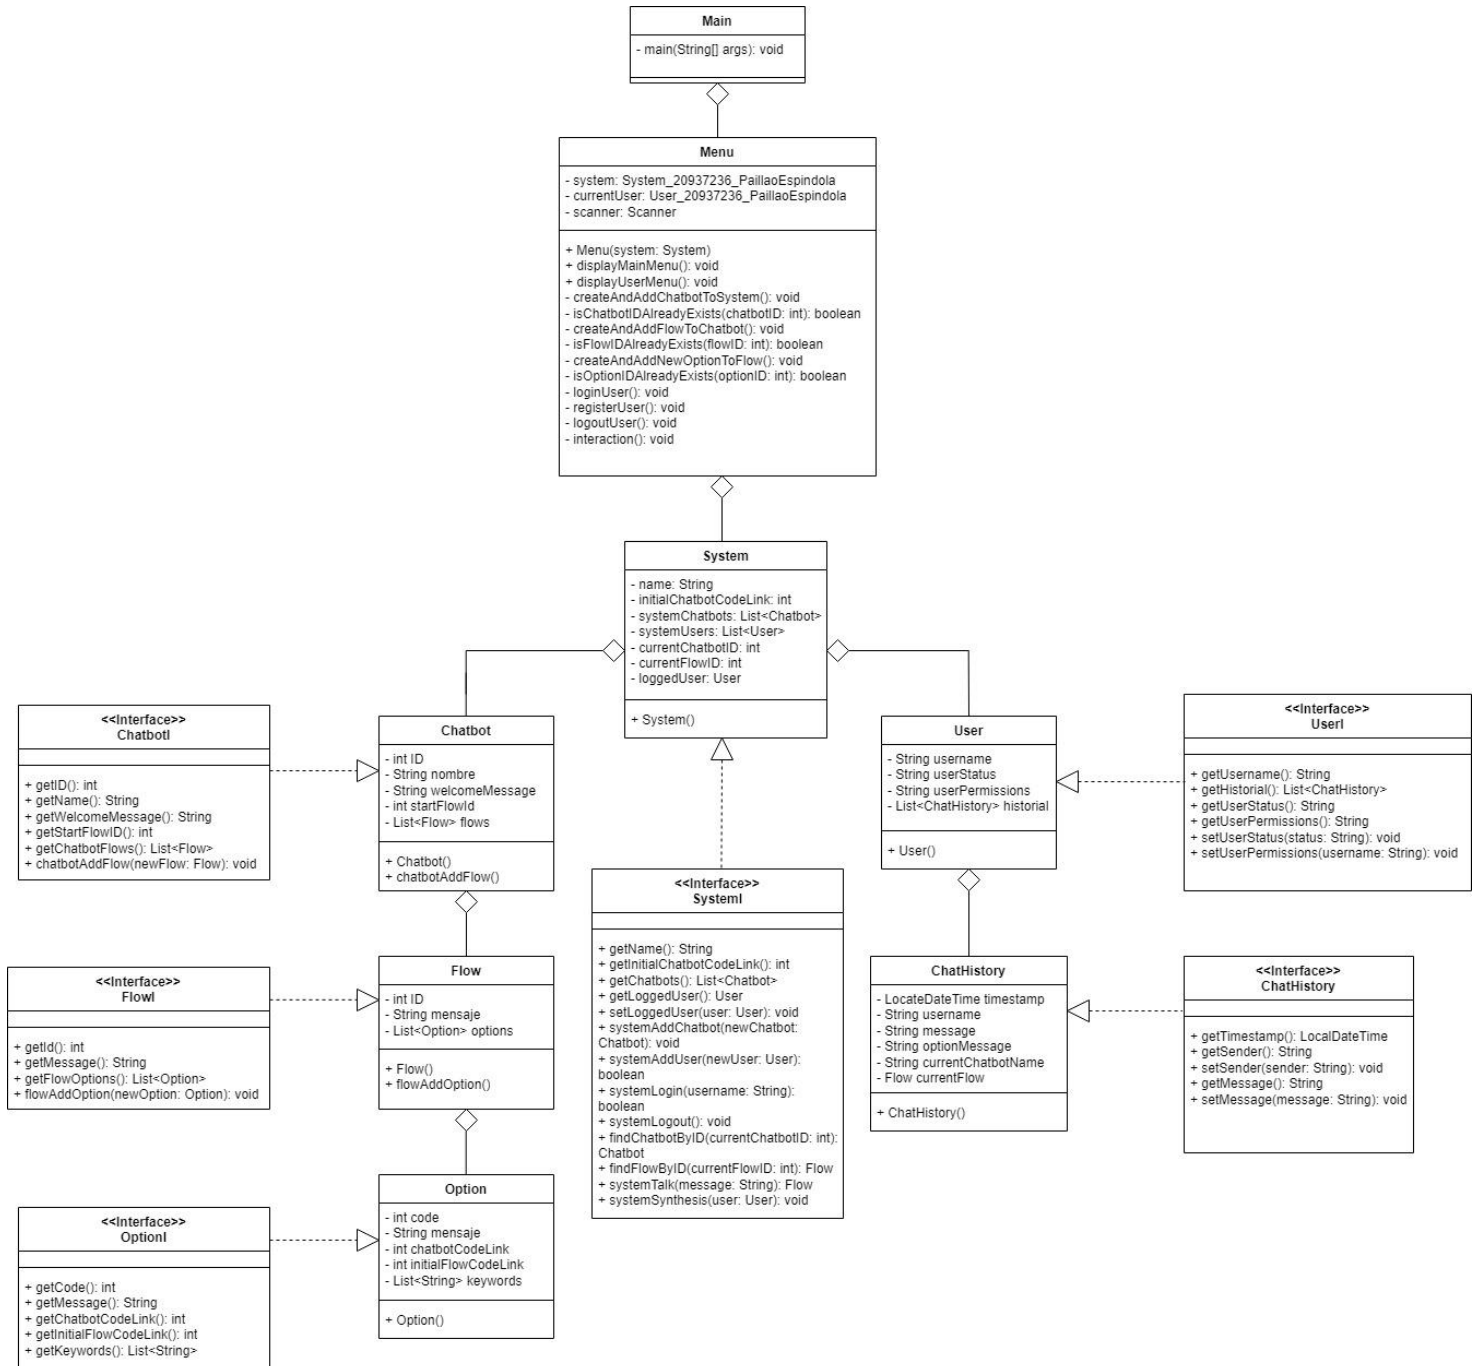 Main
- main(String[] args): void
Menu
- system: System_20937236_PaillaoEspindola
- currentUser: User_20937236_PaillaoEspindola
- scanner: Scanner
+ Menu(system: System)
+ displayMainMenu(): void
+ displayUserMenu(): void
- createAndAddChatbotToSystem(): void
- isChatbotIDAlreadyExists(chatbotID: int): boolean
- createAndAddFlowToChatbot(): void
- isFlowIDAlreadyExists(flowID: int): boolean
- createAndAddNewOptionToFlow(): void
- isOptionIDAlreadyExists(optionID: int): boolean
- loginUser(): void
- registerUser(): void
- logoutUser(): void
- interaction(): void
System
- name: String
- initialChatbotCodeLink: int
- systemChatbots: List<Chatbot>
- systemUsers: List<User>
- currentChatbotID: int
- currentFlowID: int
- loggedUser: User
+ System()
<<Interface>>
ChatbotI
+ getID(): int
+ getName(): String
+ getWelcomeMessage(): String
+ getStartFlowID(): int
+ getChatbotFlows(): List<Flow>
+ chatbotAddFlow(newFlow: Flow): void
Chatbot
- int ID
- String nombre
- String welcomeMessage
- int startFlowId
- List<Flow> flows
+ Chatbot()
+ chatbotAddFlow()
User
- String username
- String userStatus
- String userPermissions
- List<ChatHistory> historial
+ User()
<<Interface>>
UserI
+ getUsername(): String
+ getHistorial(): List<ChatHistory>
+ getUserStatus(): String
+ getUserPermissions(): String
+ setUserStatus(status: String): void
+ setUserPermissions(username: String): void
<<Interface>>
SystemI
+ getName(): String
+ getInitialChatbotCodeLink(): int
+ getChatbots(): List<Chatbot>
+ getLoggedUser(): User
+ setLoggedUser(user: User): void
+ systemAddChatbot(newChatbot:
Chatbot): void
+ systemAddUser(newUser: User):
boolean
+ systemLogin(username: String):
boolean
+ systemLogout(): void
+ findChatbotByID(currentChatbotID: int):
Chatbot
+ findFlowByID(currentFlowID: int): Flow
+ systemTalk(message: String): Flow
+ systemSynthesis(user: User): void
<<Interface>>
FlowI
+ getId(): int
+ getMessage(): String
+ getFlowOptions(): List<Option>
+ flowAddOption(newOption: Option): void
Flow
- int ID
- String mensaje
- List<Option> options
+ Flow()
+ flowAddOption()
ChatHistory
- LocateDateTime timestamp
- String username
- String message
- String optionMessage
- String currentChatbotName
- Flow currentFlow
+ ChatHistory()
<<Interface>>
ChatHistory
+ getTimestamp(): LocalDateTime
+ getSender(): String
+ setSender(sender: String): void
+ getMessage(): String
+ setMessage(message: String): void
<<Interface>>
OptionI
+ getCode(): int
+ getMessage(): String
+ getChatbotCodeLink(): int
+ getInitialFlowCodeLink(): int
+ getKeywords(): List<String>
Option
- int code
- String mensaje
- int chatbotCodeLink
- int initialFlowCodeLink
- List<String> keywords
+ Option()